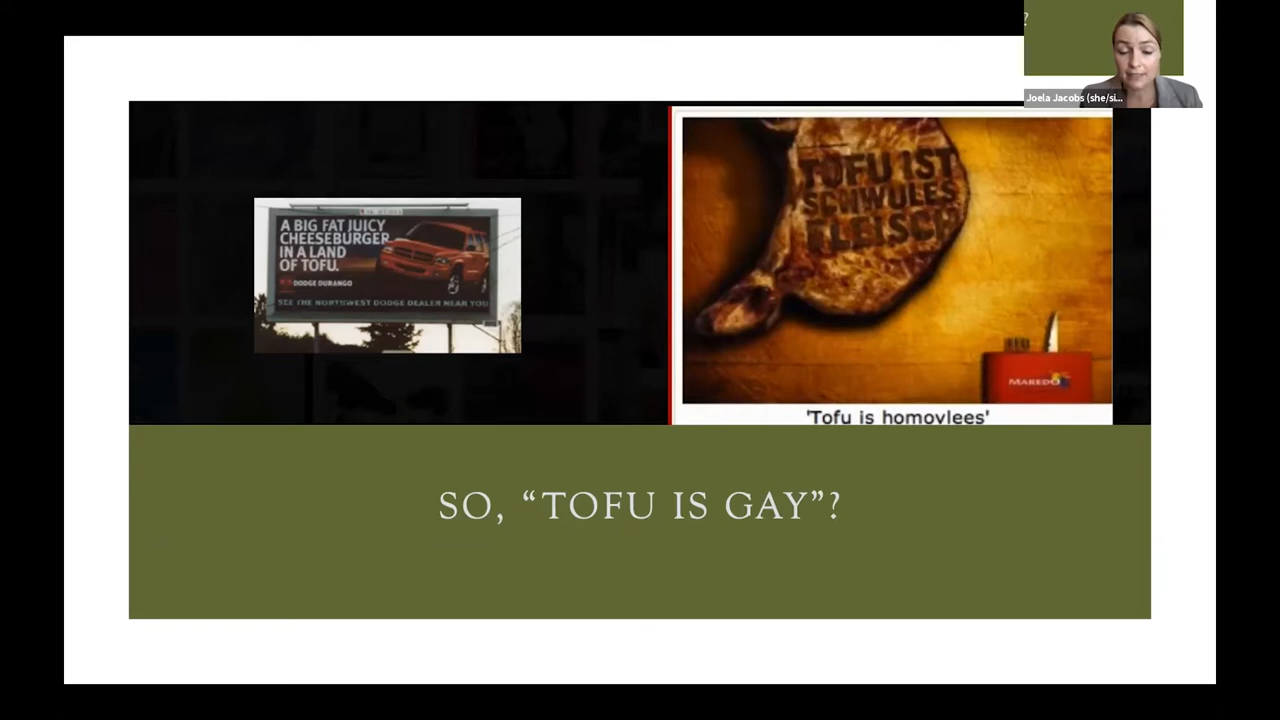 ?
Joela Jacobs (she/si...
A BIG FAT JUICY
CHEESEBURGER
IN A LAND
OF TOFU.
DODGE DURANGO
SEE THE NORTHWEST DODGE DEALER NEAR YOU
TOFU IST
SCHWULES
FLEISCH
MAREDO
'Tofu is homovlees'
SO, “TOFU IS GAY”?